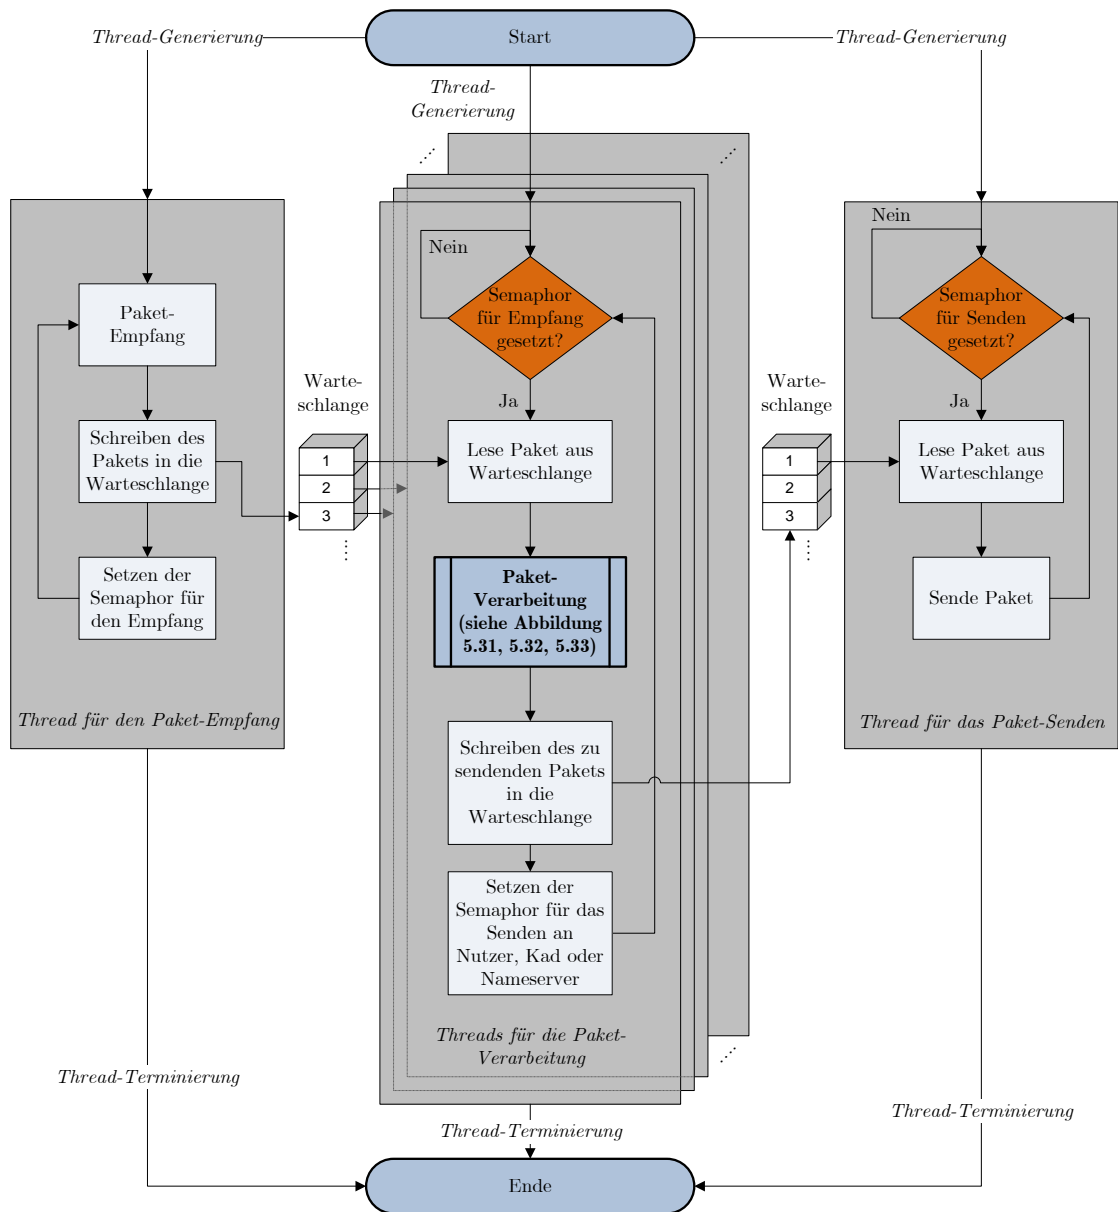 Thread-Generierung
Start
Thread-Generierung
Thread-
Generierung
Nein
Semaphor
für Empfang
gesetzt?
Ja
Nein
Semaphor
für Senden
gesetzt?
Ja
Paket-
Empfang
Schreiben des
Pakets in die
Warteschlange
Setzen der
Semaphor für
den Empfang
Thread für den Paket-Empfang
Warte-
schlange
1
2
3
Lese Paket aus
Warteschlange
Paket-
Verarbeitung
(siehe Abbildung
5.31, 5.32, 5.33)
Schreiben des zu
sendenden Pakets
in die
Warteschlange
Setzen der
Semaphor für das
Senden an
Nutzer, Kad oder
Nameserver
Threads für die Paket-
Verarbeitung
Warte-
schlange
1
2
3
Lese Paket aus
Warteschlange
Sende Paket
Thread für das Paket-Senden
Thread-Terminierung
Thread-Terminierung
Thread-Terminierung
Ende